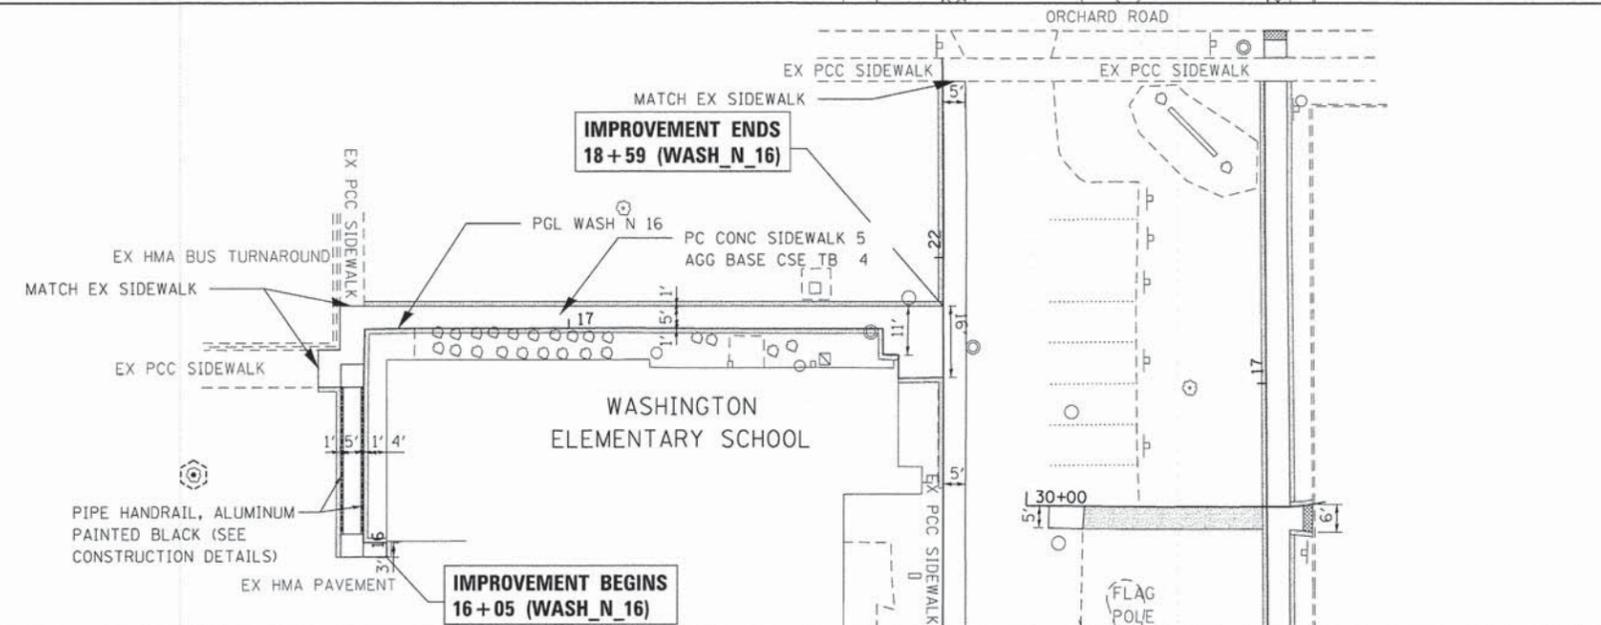 ORCHARD ROAD
EX PCC SIDEWALK
EX PCC SIDEWALK
MATCH EX SIDEWALK
5'
IMPROVEMENT ENDS
18+59 (WASH_N_16)
EX PCC SIDEWALK
PGL WASH N 16
PC CONC SIDEWALK 5
AGG BASE CSE TB 4
22
EX HMA BUS TURNAROUND
MATCH EX SIDEWALK
1'
5'
1'
17
11'
16
17
EX PCC SIDEWALK
WASHINGTON
ELEMENTARY SCHOOL
1' 5' 1' 4'
5'
EX PCC SIDEWALK
30+00
5'
6'
PIPE HANDRAIL, ALUMINUM
PAINTED BLACK (SEE
CONSTRUCTION DETAILS)
16
3'
EX HMA PAVEMENT
IMPROVEMENT BEGINS
16+05 (WASH_N_16)
FLAG
POLE